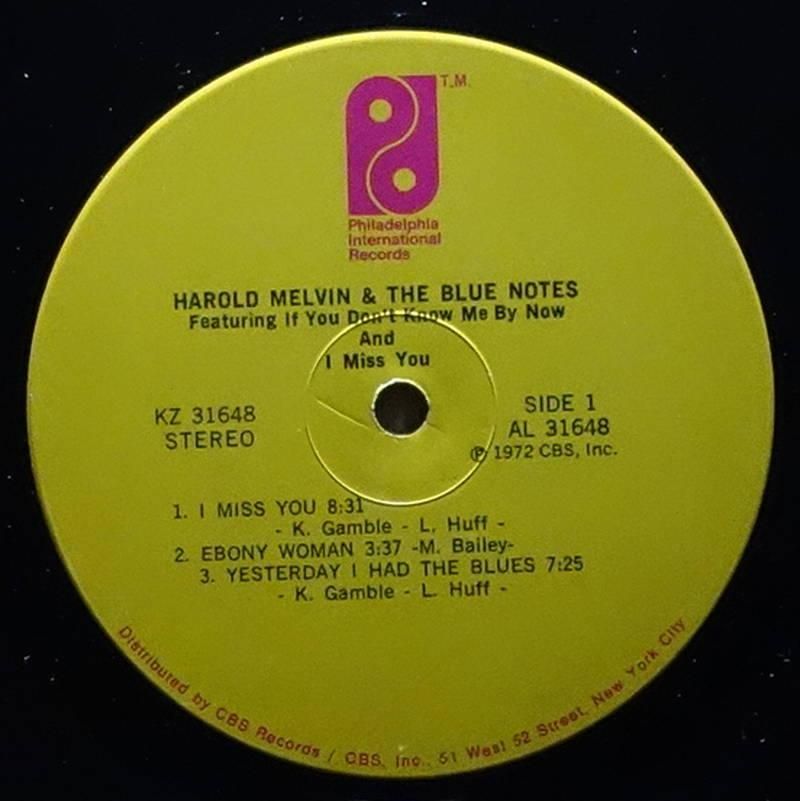 T.M.
Philadelphia
International
Records
HAROLD MELVIN & THE BLUE NOTES
Featuring If You Don't Know Me By Now
And
I Miss You
KZ 31648
STEREO
SIDE 1
AL 31648
℗ 1972 CBS, Inc.
1. I MISS YOU 8:31
- K. Gamble - L. Huff -
2. EBONY WOMAN 3:37 -M. Bailey-
3. YESTERDAY I HAD THE BLUES 7:25
- K. Gamble - L. Huff -
Distributed by CBS Records / CBS, Inc., 51 West 52 Street, New York City